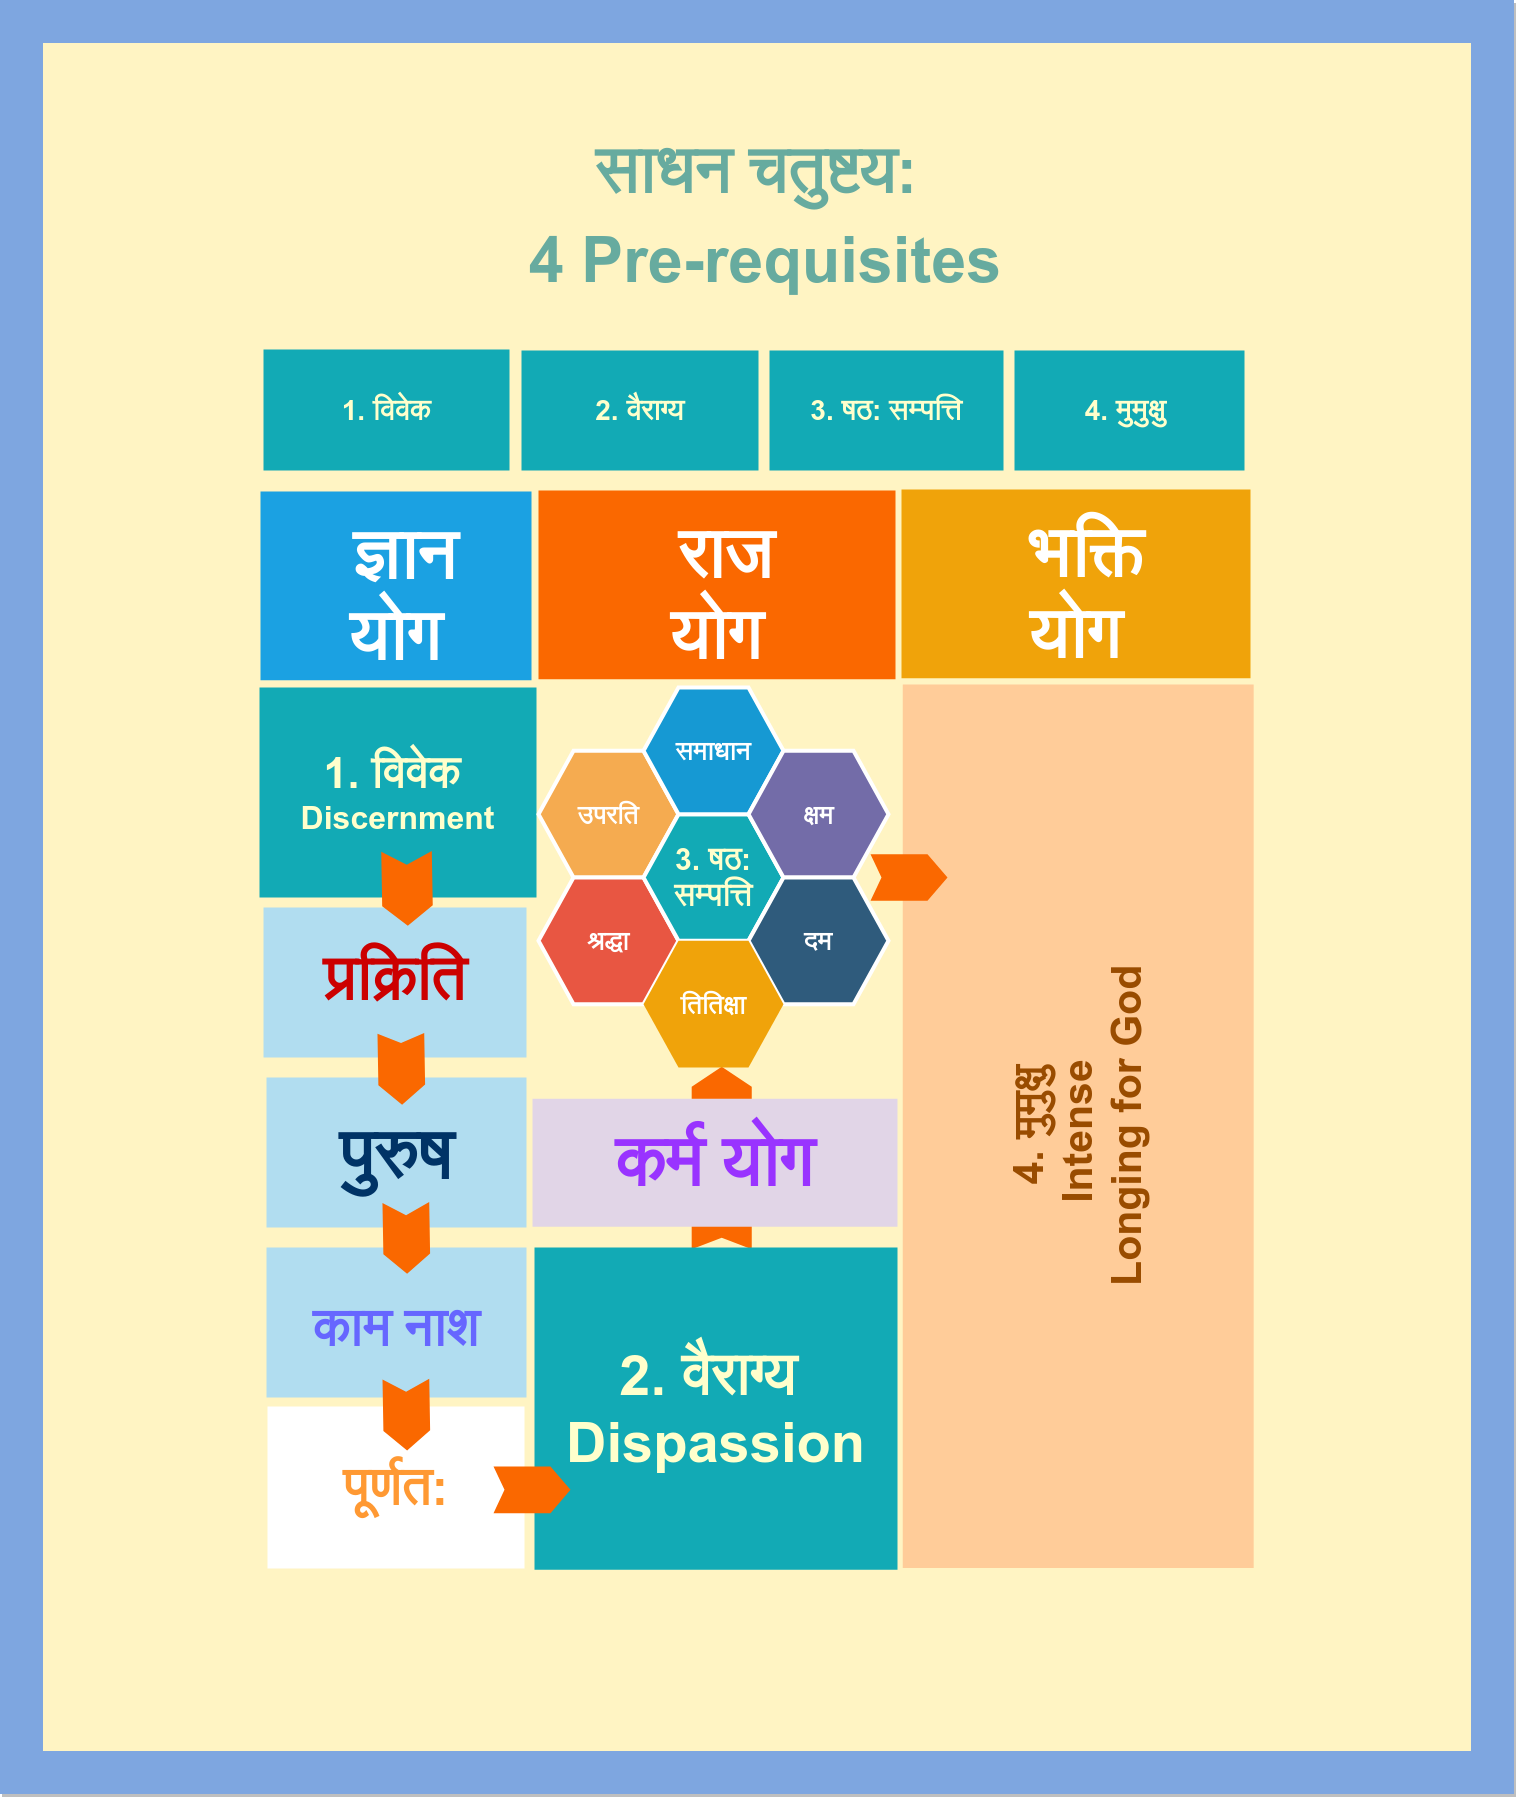 साधन चतुष्टय:
4 Pre-requisites
1. विवेक
2. वैराग्य
3. षठ: सम्पत्ति
4. मुमुक्षु
ज्ञान
योग
राज
योग
भक्ति
योग
1. विवेक
Discernment
प्रक्रिति
पुरुष
काम नाश
पूर्णत:
समाधान
उपरति
क्षम
3. षठ:
सम्पत्ति
श्रद्धा
दम
तितिक्षा
कर्म योग
2. वैराग्य
Dispassion
4. मुमुक्षु
Intense
Longing for God